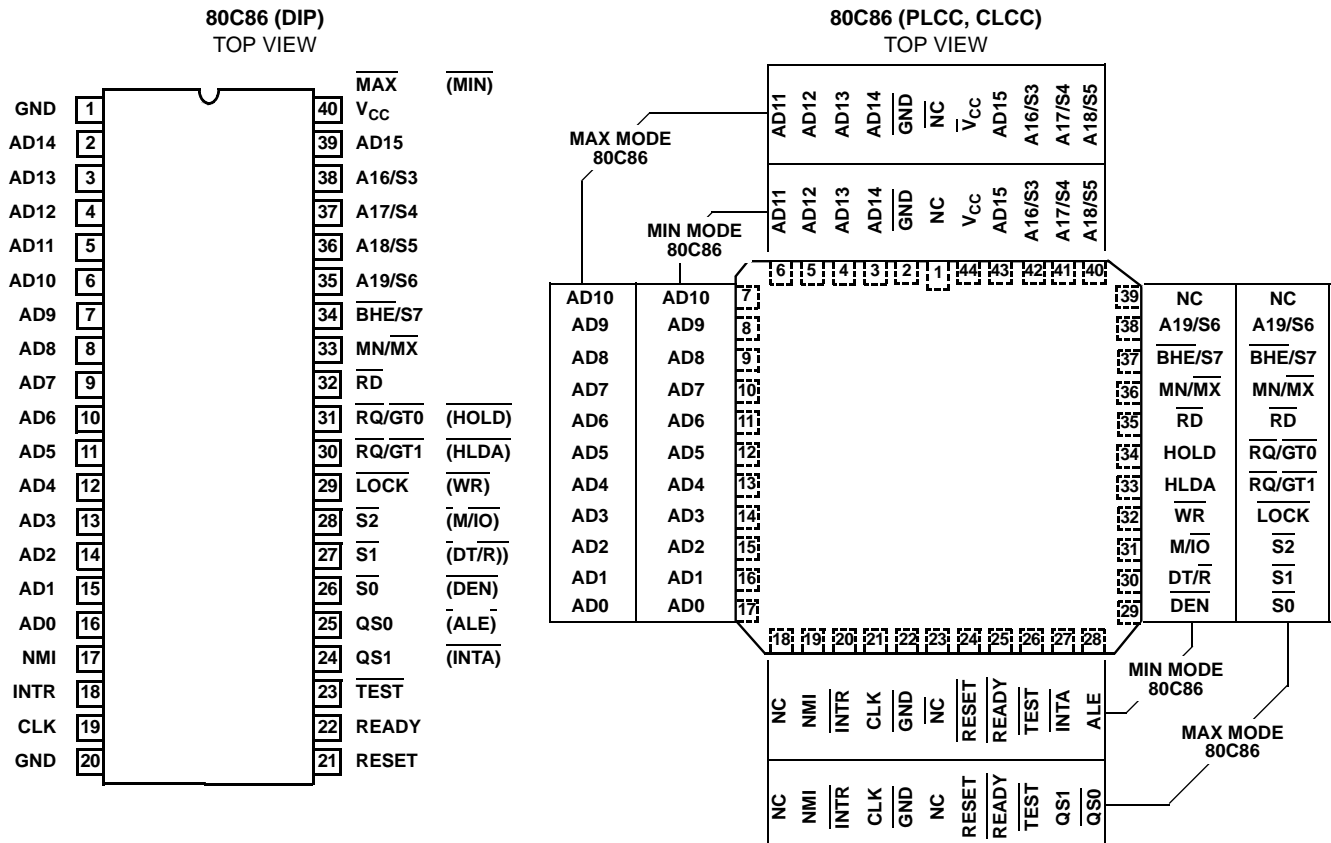 80C86 (DIP)
TOP VIEW
MAX (MIN)
GND 1 40 VCC
AD14 2 39 AD15
AD13 3 38 A16/S3
AD12 4 37 A17/S4
AD11 5 36 A18/S5
AD10 6 35 A19/S6
AD9 7 34 BHE/S7
AD8 8 33 MN/MX
AD7 9 32 RD
AD6 10 31 RQ/GT0 (HOLD)
AD5 11 30 RQ/GT1 (HLDA)
AD4 12 29 LOCK (WR)
AD3 13 28 S2 (M/IO)
AD2 14 27 S1 (DT/R))
AD1 15 26 S0 (DEN)
AD0 16 25 QS0 (ALE)
NMI 17 24 QS1 (INTA)
INTR 18 23 TEST
CLK 19 22 READY
GND 20 21 RESET
80C86 (PLCC, CLCC)
TOP VIEW
MAX MODE
80C86
AD11 AD12 AD13 AD14 GND NC VCC AD15 A16/S3 A17/S4 A18/S5
MIN MODE
80C86
AD11 AD12 AD13 AD14 GND NC VCC AD15 A16/S3 A17/S4 A18/S5
6 5 4 3 2 1 44 43 42 41 40
AD10 AD10 7 39 NC NC
AD9 AD9 8 38 A19/S6 A19/S6
AD8 AD8 9 37 BHE/S7 BHE/S7
AD7 AD7 10 36 MN/MX MN/MX
AD6 AD6 11 35 RD RD
AD5 AD5 12 34 HOLD RQ/GT0
AD4 AD4 13 33 HLDA RQ/GT1
AD3 AD3 14 32 WR LOCK
AD2 AD2 15 31 M/IO S2
AD1 AD1 16 30 DT/R S1
AD0 AD0 17 29 DEN S0
18 19 20 21 22 23 24 25 26 27 28
NC NMI INTR CLK GND NC RESET READY TEST INTA ALE
MIN MODE
80C86
NC NMI INTR CLK GND NC RESET READY TEST QS1 QS0
MAX MODE
80C86